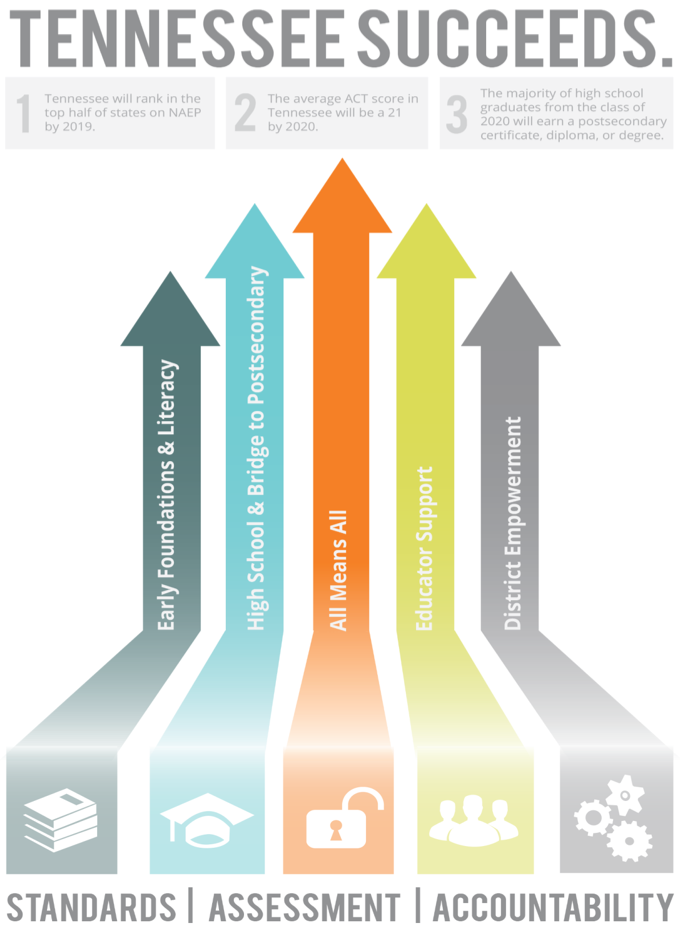 TENNESSEE SUCCEEDS.
1
Tennessee will rank in the
top half of states on NAEP
by 2019.
2
The average ACT score in
Tennessee will be a 21
by 2020.
3
The majority of high school
graduates from the class of
2020 will earn a postsecondary
certificate, diploma, or degree.
Early Foundations & Literacy
High School & Bridge to Postsecondary
All Means All
Educator Support
District Empowerment
STANDARDS | ASSESSMENT | ACCOUNTABILITY